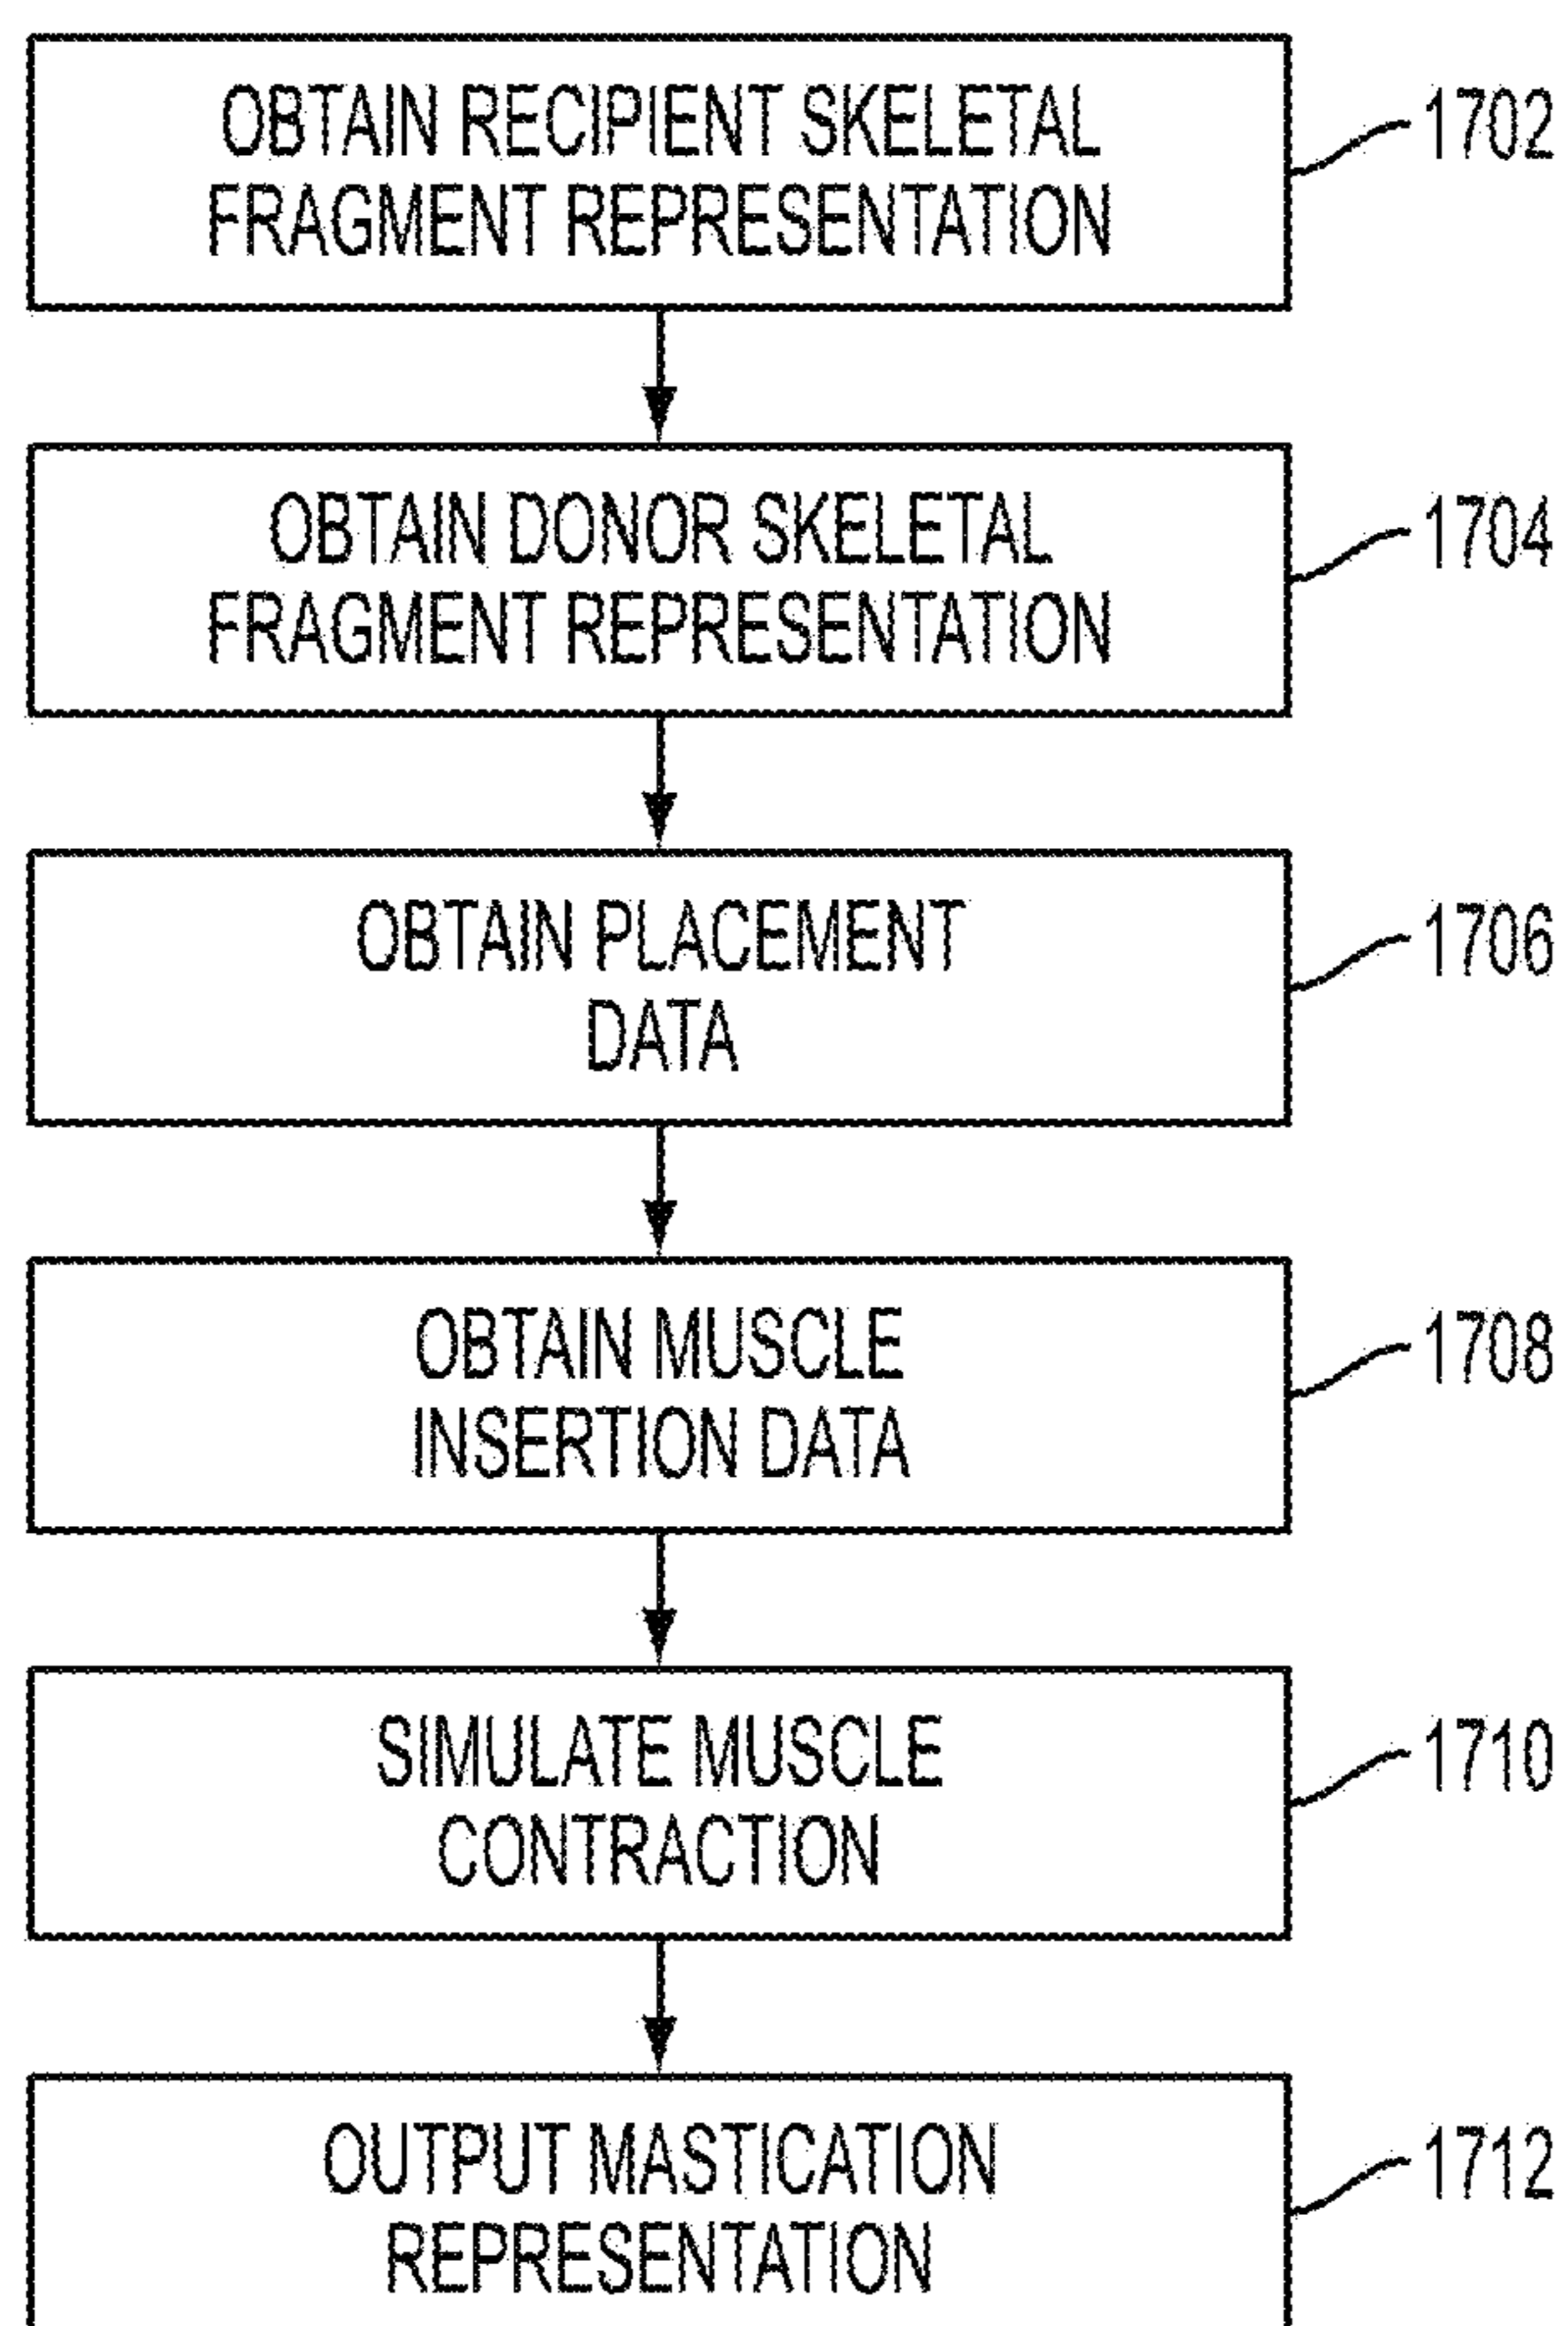 OBTAIN RECIPIENT SKELETAL
FRAGMENT REPRESENTATION
1702
OBTAIN DONOR SKELETAL
FRAGMENT REPRESENTATION
1704
OBTAIN PLACEMENT
DATA
1706
OBTAIN MUSCLE
INSERTION DATA
1708
SIMULATE MUSCLE
CONTRACTION
1710
OUTPUT MASTICATION
REPRESENTATION
1712